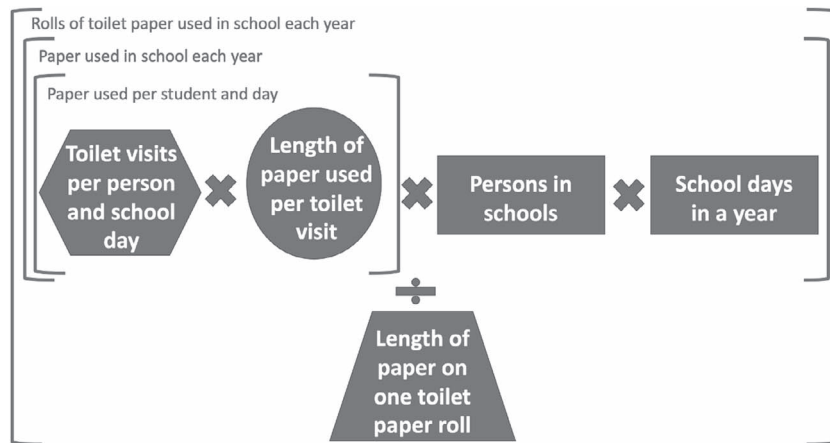 Rolls of toilet paper used in school each year
Paper used in school each year
Paper used per student and day
Toilet visits
per person
and school
day
Length of
paper used
per toilet
visit
Persons in
schools
School days
in a year
Length of
paper on
one toilet
paper roll